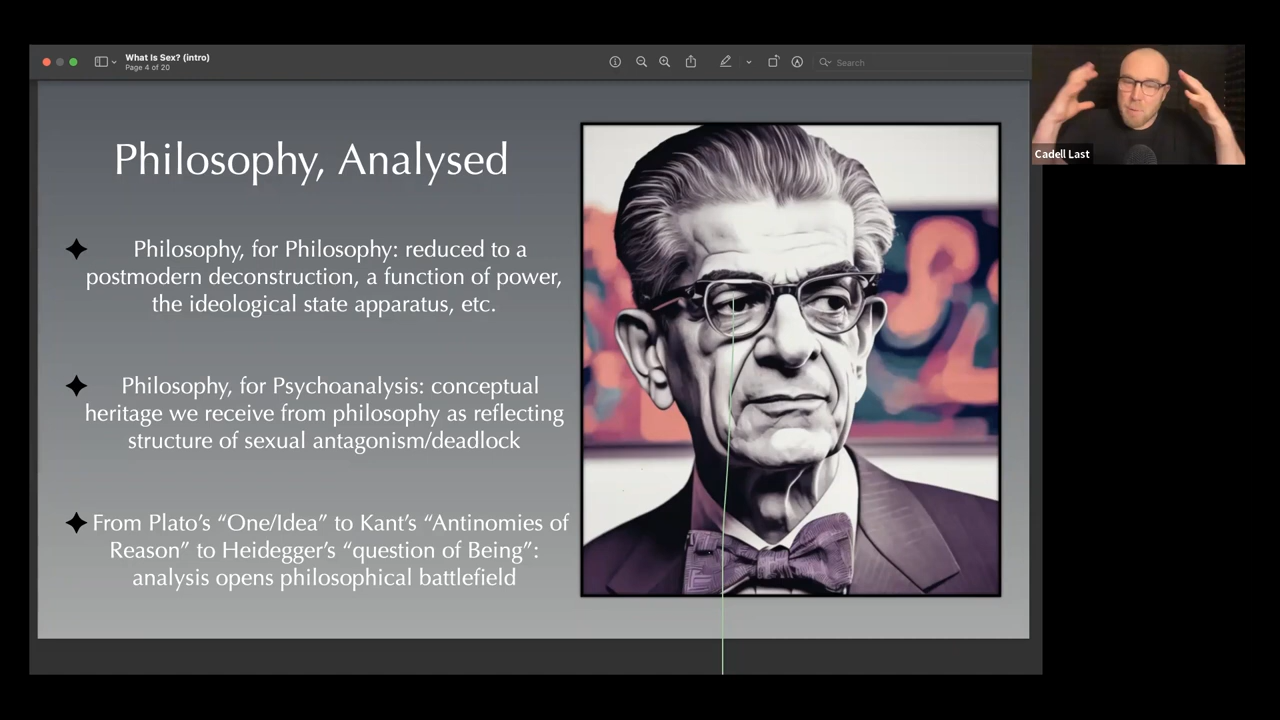 What Is Sex? (intro)
Page 4 of 20
Search
Cadell Last
Philosophy, Analysed
Philosophy, for Philosophy: reduced to a
postmodern deconstruction, a function of power,
the ideological state apparatus, etc.
Philosophy, for Psychoanalysis: conceptual
heritage we receive from philosophy as reflecting
structure of sexual antagonism/deadlock
From Plato’s “One/Idea” to Kant’s “Antinomies of
Reason” to Heidegger’s “question of Being”:
analysis opens philosophical battlefield